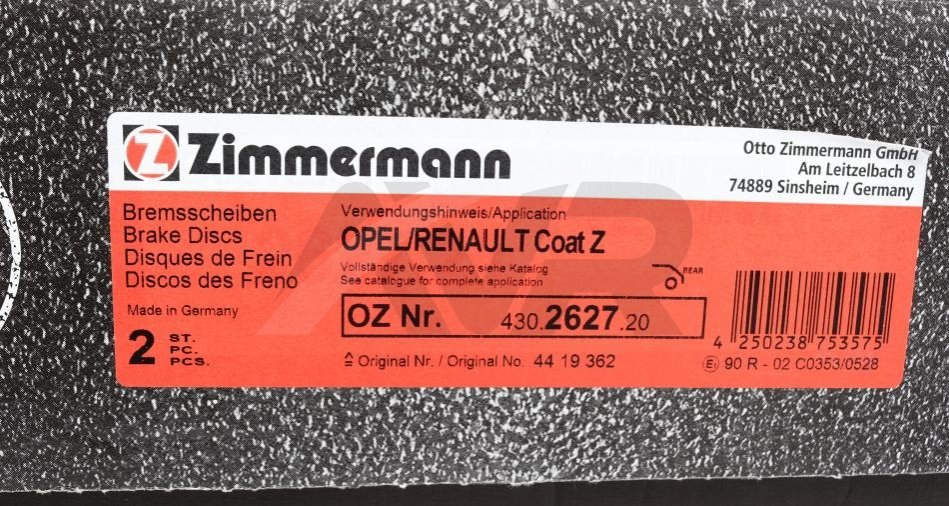 Z Zimmermann
Otto Zimmermann GmbH
Am Leitzelbach 8
74889 Sinsheim / Germany
Bremsscheiben
Brake Discs
Disques de Frein
Discos des Freno
Made in Germany
2 ST.
PC.
PCS.
Verwendungshinweis/Application
OPEL/RENAULT Coat Z
Vollständige Verwendung siehe Katalog
See catalogue for complete application
REAR
OZ Nr. 430.2627.20
≙ Original Nr. / Original No. 44 19 362
4 250238 753575
E1 90 R - 02 C0353/0528
AVR